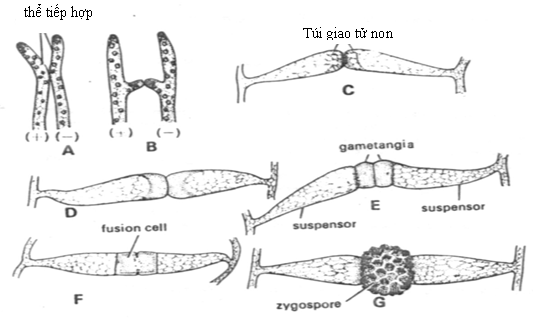 thể tiếp hợp
Túi giao tử non
(+) (-)
A
(+) (-)
B
C
gametangia
D
suspensor
E
suspensor
fusion cell
F
zygospore
G